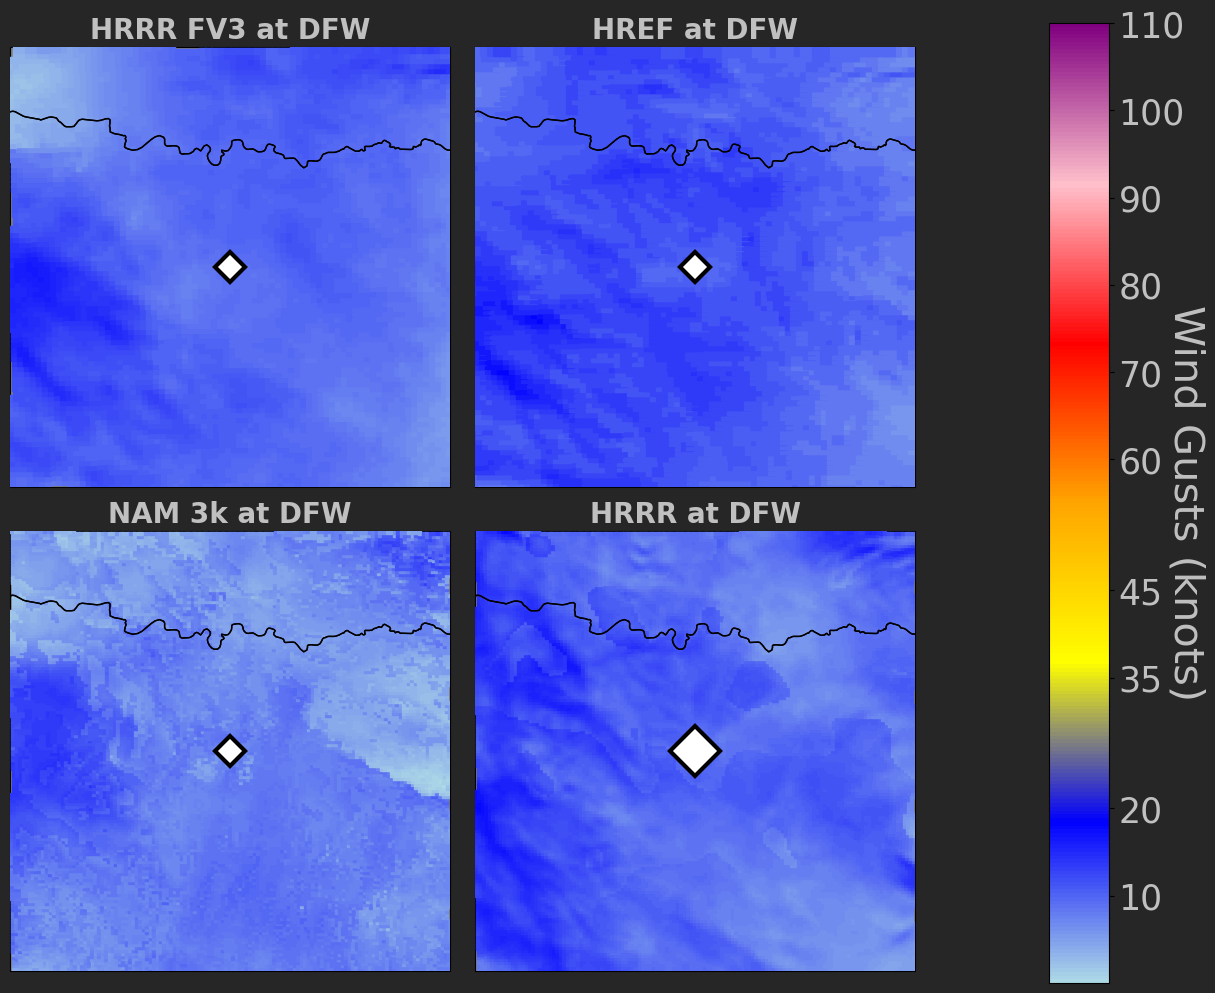 HRRR FV3 at DFW
HREF at DFW
NAM 3k at DFW
HRRR at DFW
110
100
90
80
70
60
45
35
20
10
Wind Gusts (knots)